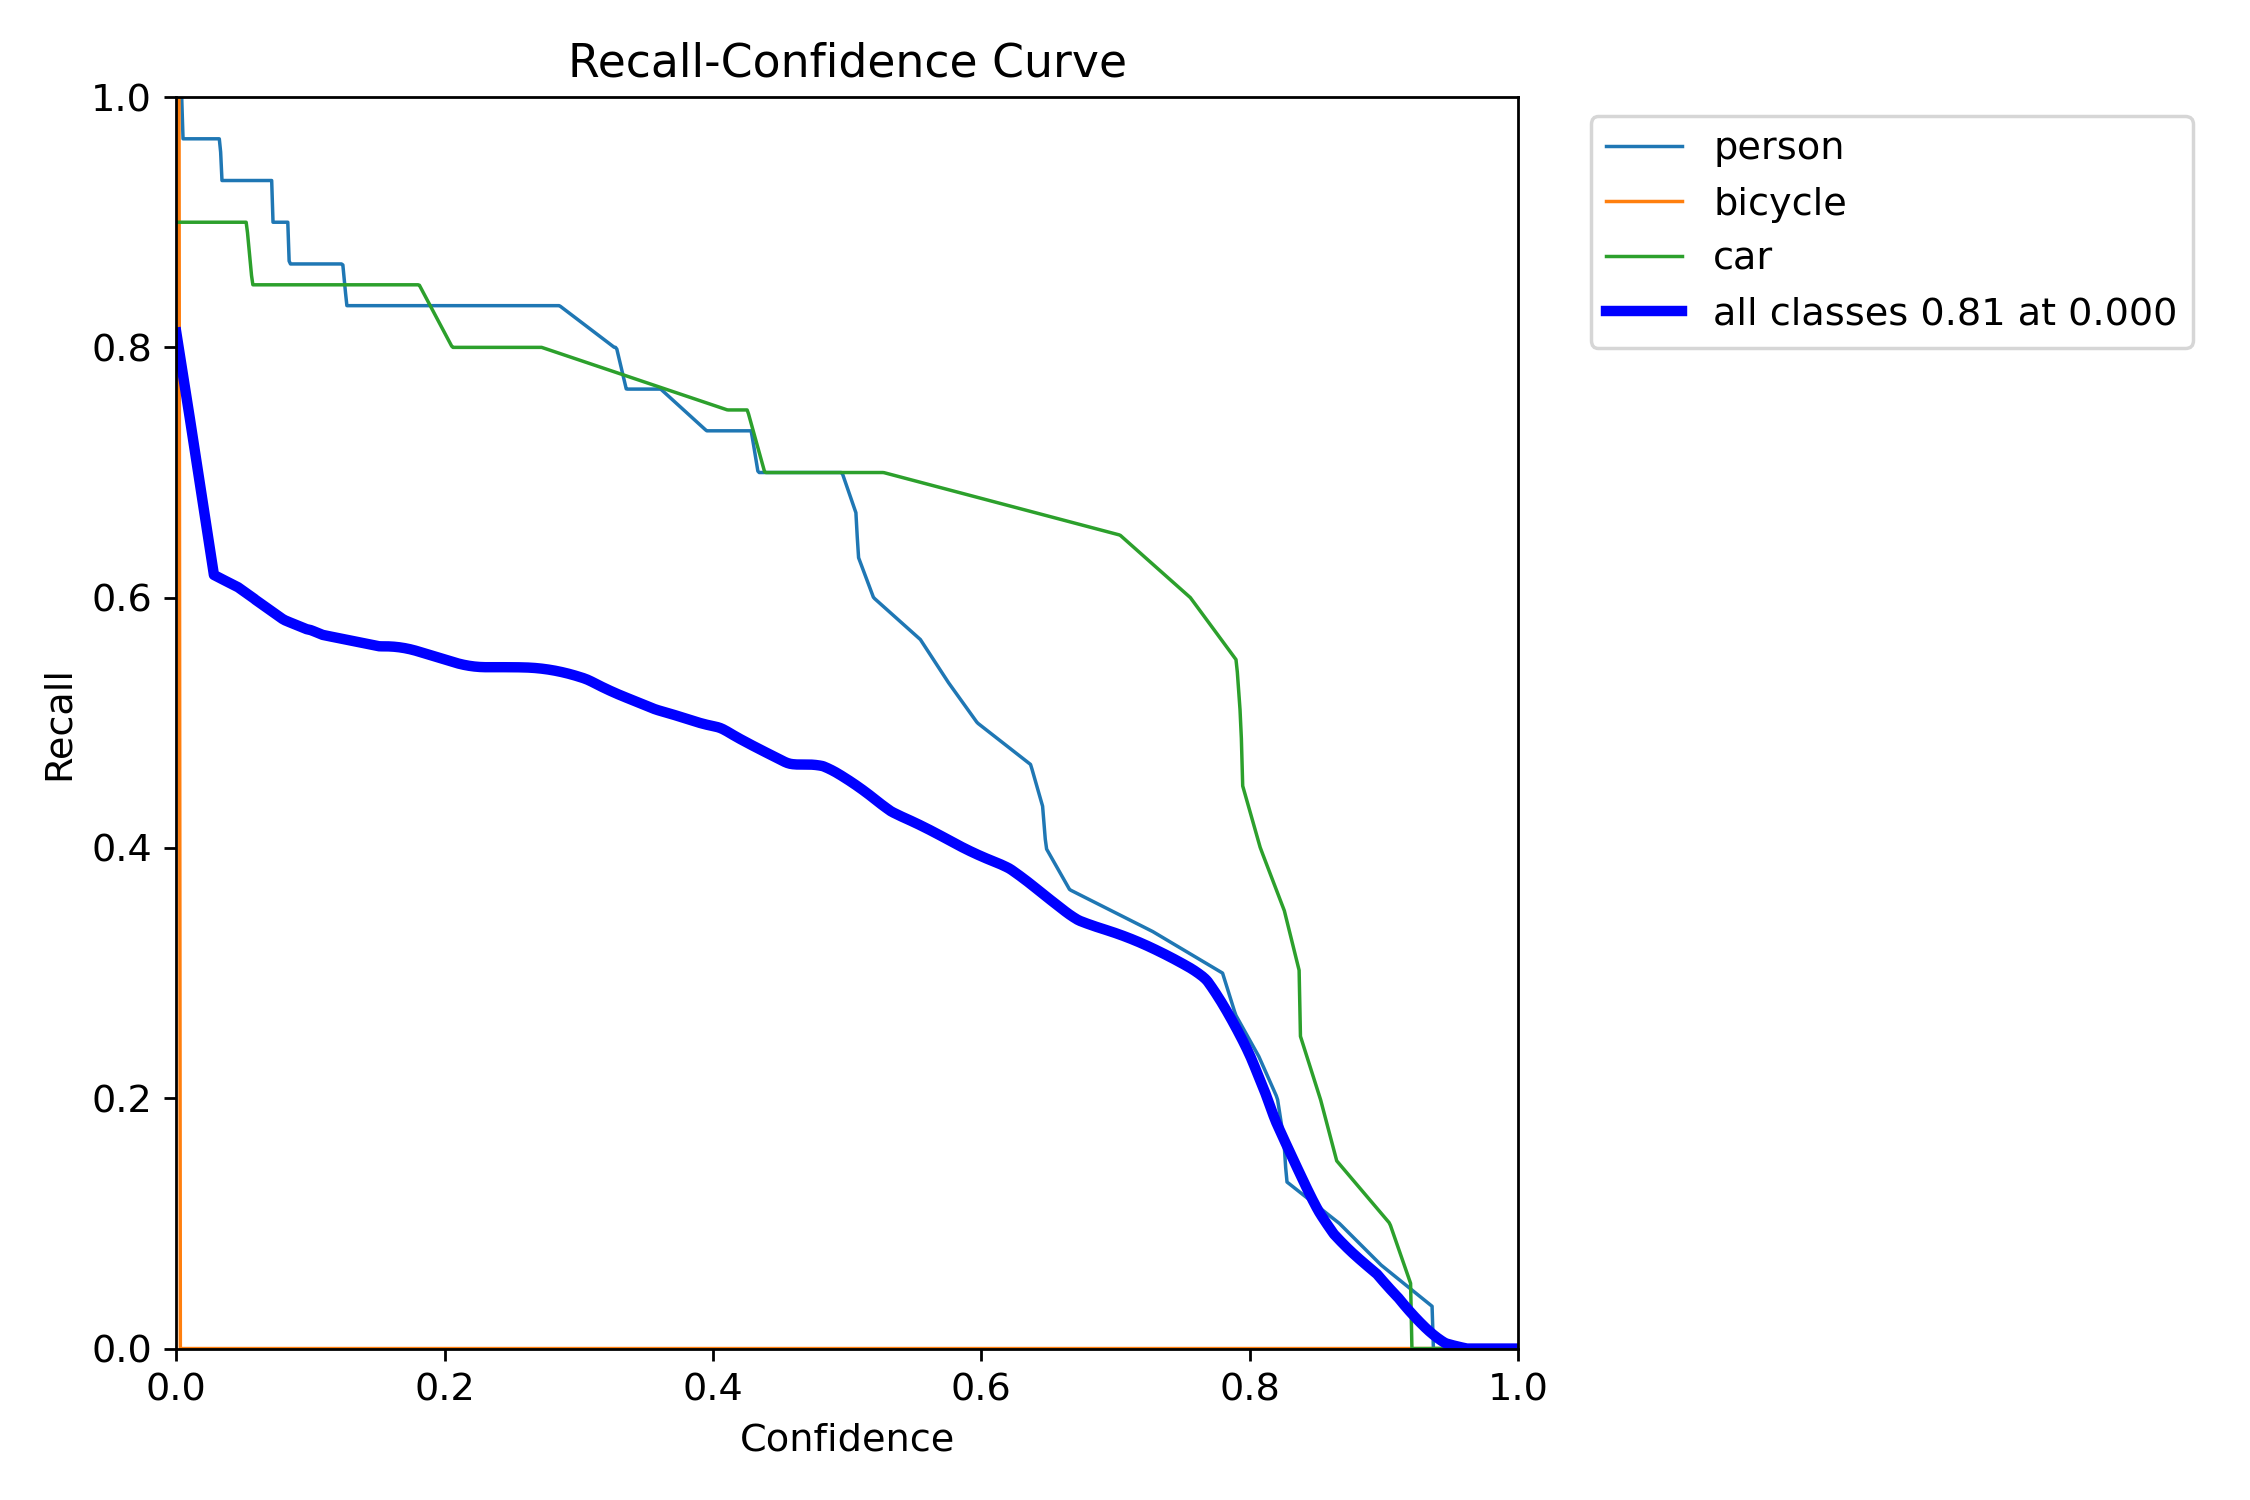 Recall-Confidence Curve
1.0
0.8
0.6
0.4
0.2
0.0
Recall
0.0 0.2 0.4 0.6 0.8 1.0
Confidence
person
bicycle
car
all classes 0.81 at 0.000